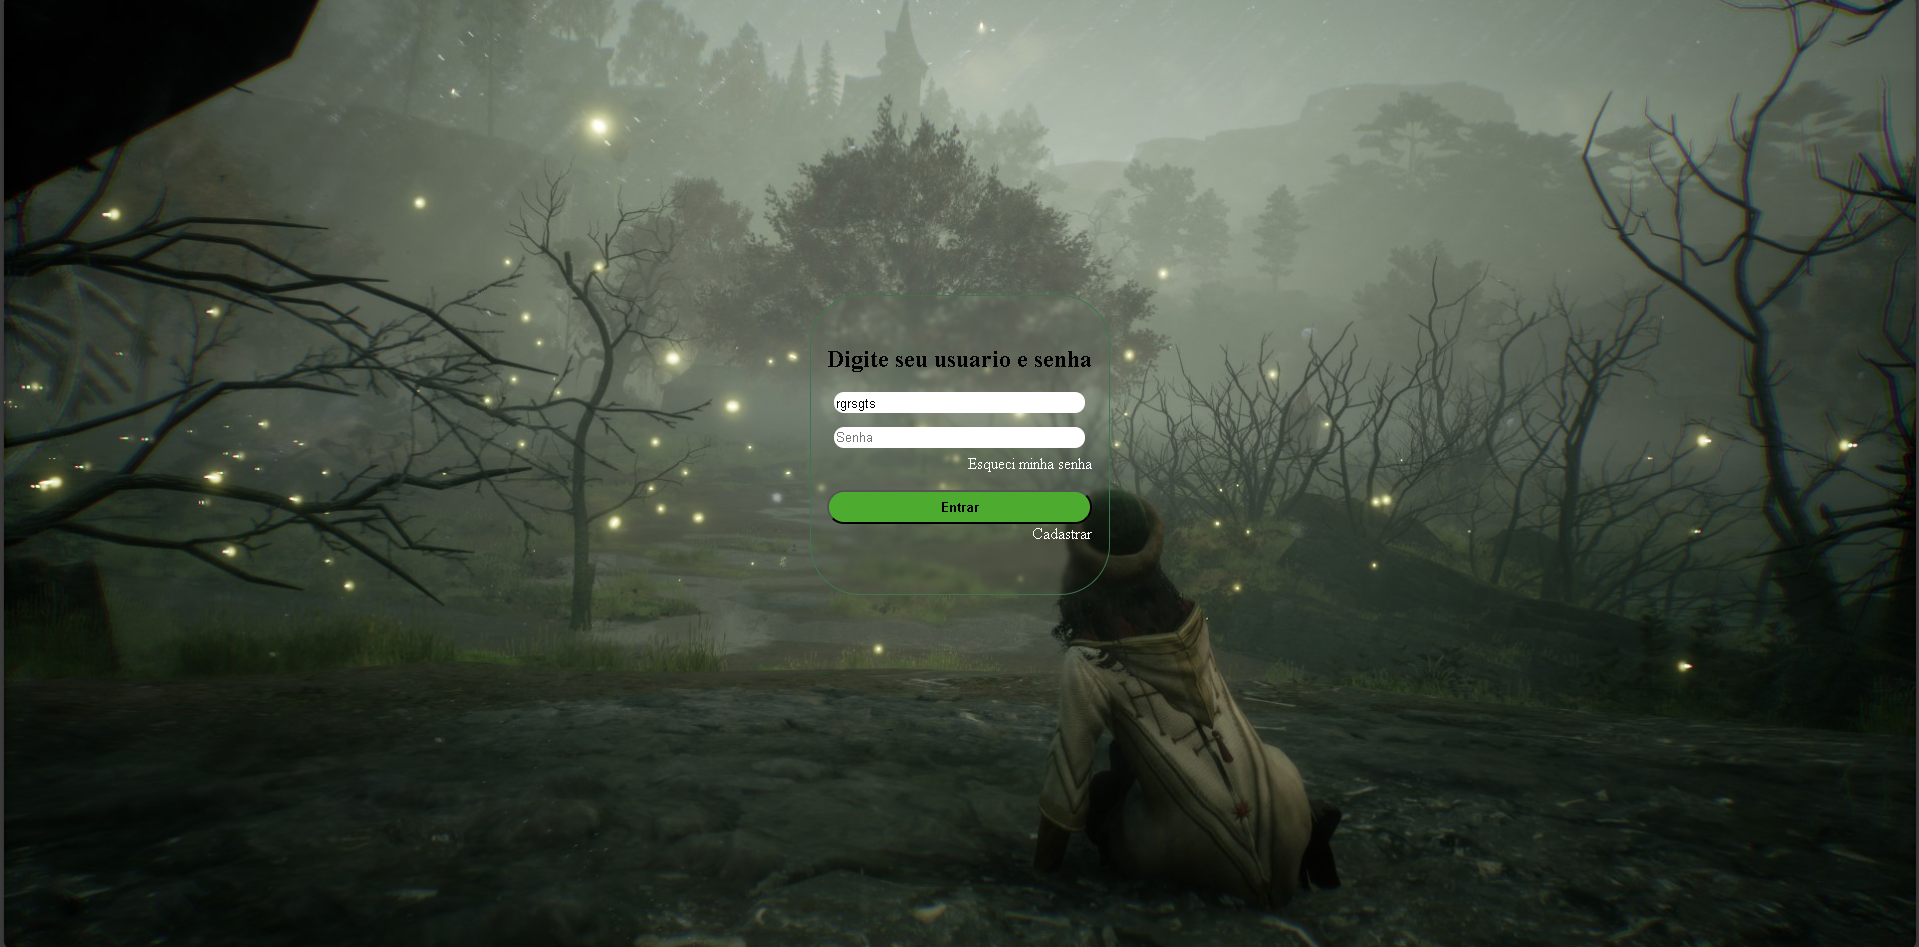 Digite seu usuario e senha
rgrsgts
Senha
Esqueci minha senha
Entrar
Cadastrar